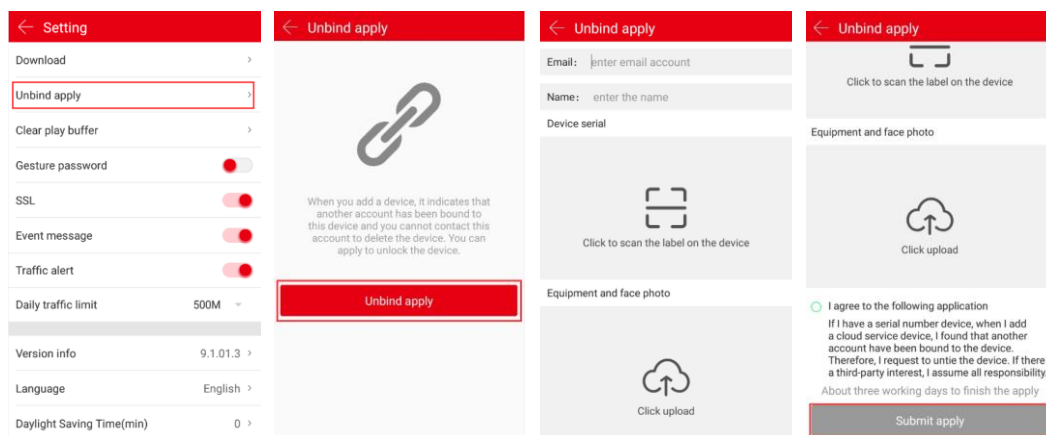 Setting
Download
Unbind apply
Clear play buffer
Gesture password
SSL
Event message
Traffic alert
Daily traffic limit 500M
Version info 9.1.01.3
Language English
Daylight Saving Time(min) 0
Unbind apply
When you add a device, it indicates that
another account has been bound to
this device and you cannot contact this
account to delete the device. You can
apply to unlock the device.
Unbind apply
Unbind apply
Email: enter email account
Name: enter the name
Device serial
Click to scan the label on the device
Equipment and face photo
Click upload
Unbind apply
Click to scan the label on the device
Equipment and face photo
Click upload
I agree to the following application
If I have a serial number device, when I add
a cloud service device, I found that another
account have been bound to the device.
Therefore, I request to untie the device. If there
a third-party interest, I assume all responsibility.
About three working days to finish the apply
Submit apply